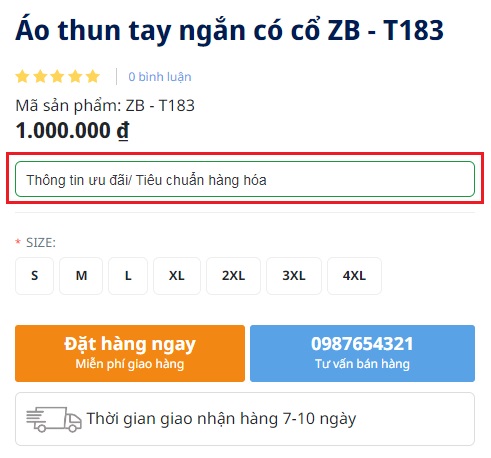 Áo thun tay ngắn có cổ ZB - T183
0 bình luận
Mã sản phẩm: ZB - T183
1.000.000 ₫
Thông tin ưu đãi/ Tiêu chuẩn hàng hóa
* SIZE:
S M L XL 2XL 3XL 4XL
Đặt hàng ngay
Miễn phí giao hàng
0987654321
Tư vấn bán hàng
Thời gian giao nhận hàng 7-10 ngày